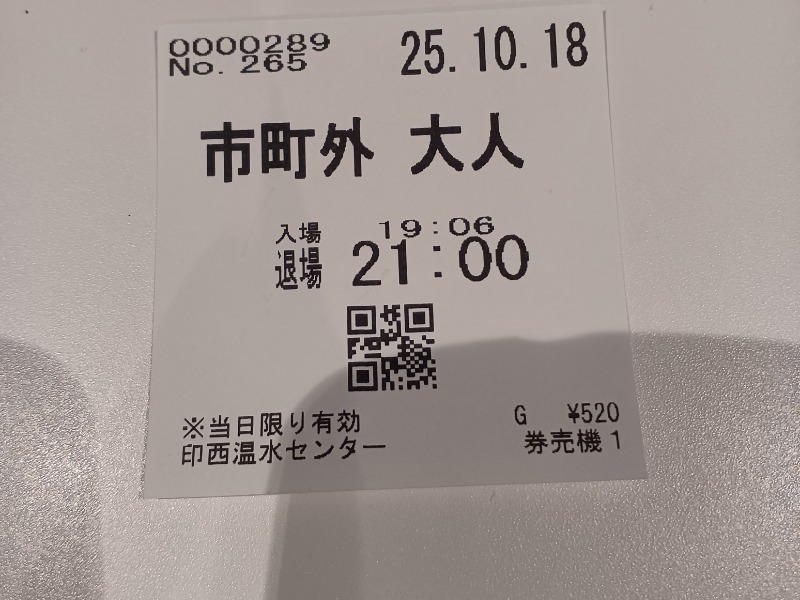 0000289
No. 265
25.10.18
市町外 大人
入場 19:06
退場 21:00
※当日限り有効
印西温水センター
G ¥520
券売機1